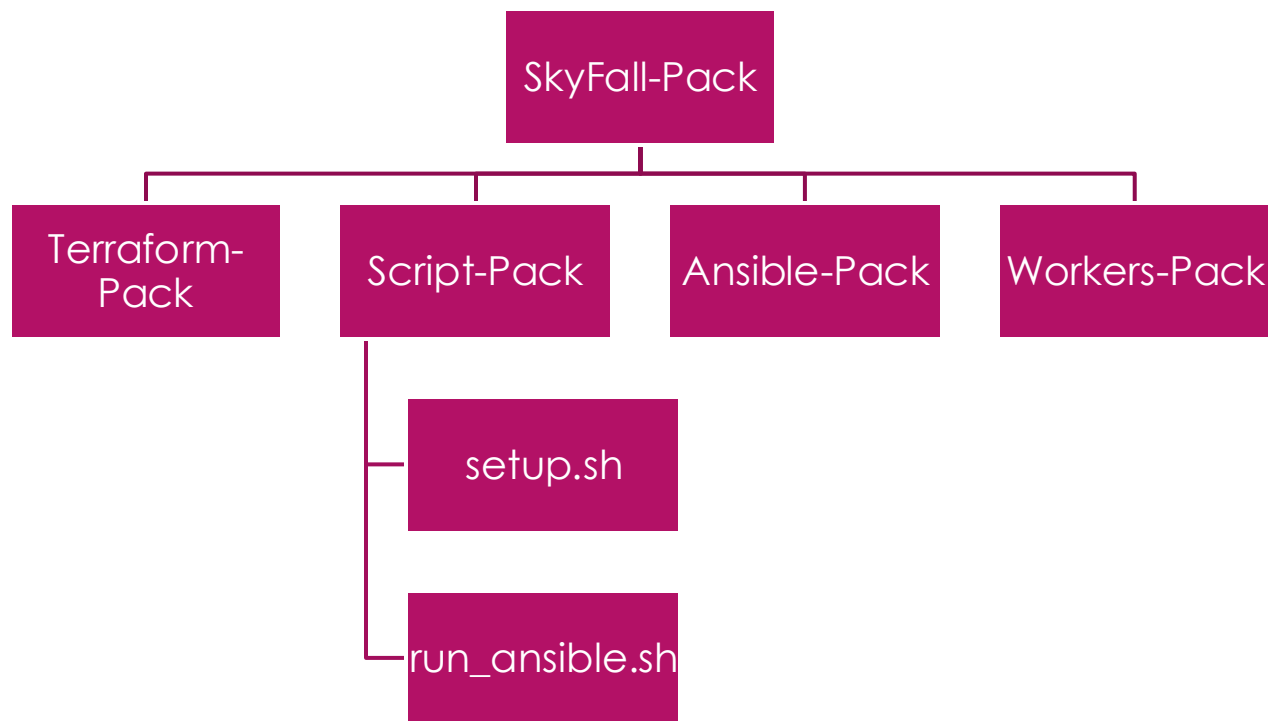 SkyFall-Pack
Terraform-
Pack
Script-Pack
Ansible-Pack
Workers-Pack
setup.sh
run_ansible.sh